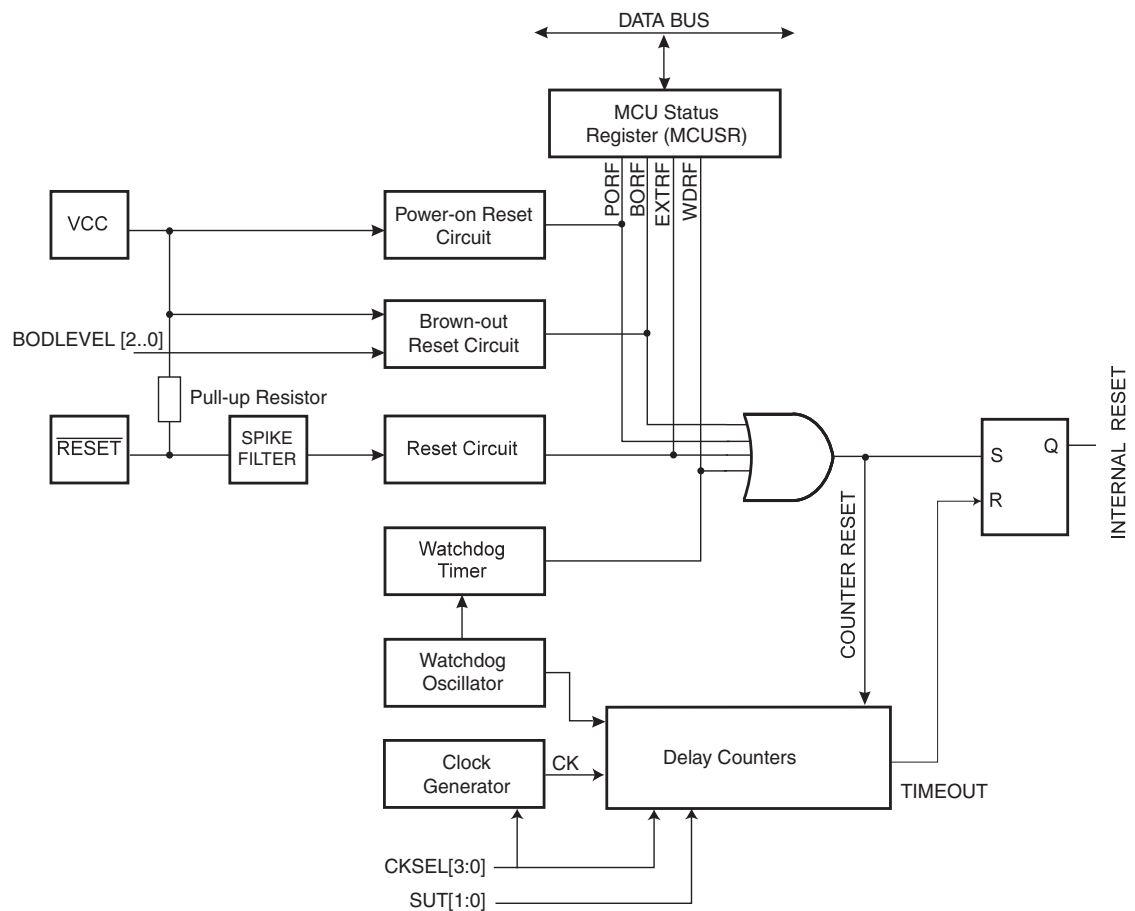 DATA BUS
MCU Status
Register (MCUSR)
PORF
BORF
EXTRF
WDRF
VCC
Power-on Reset
Circuit
BODLEVEL [2..0]
Brown-out
Reset Circuit
Pull-up Resistor
RESET
SPIKE
FILTER
Reset Circuit
S
Q
R
INTERNAL RESET
Watchdog
Timer
COUNTER RESET
Watchdog
Oscillator
Clock
Generator
CK
Delay Counters
TIMEOUT
CKSEL[3:0]
SUT[1:0]